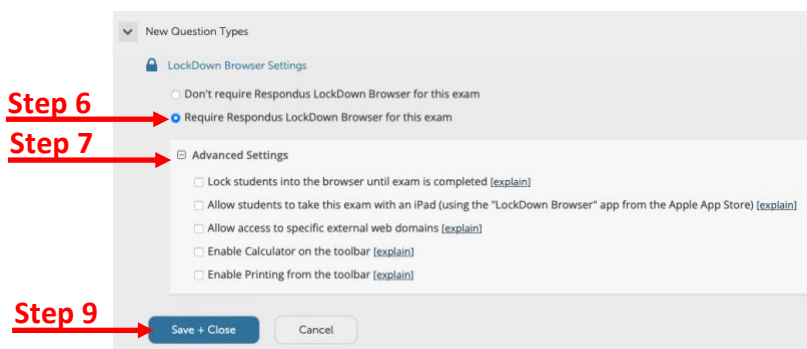 New Question Types
LockDown Browser Settings
Don't require Respondus LockDown Browser for this exam
Step 6
Require Respondus LockDown Browser for this exam
Step 7
Advanced Settings
Lock students into the browser until exam is completed [explain]
Allow students to take this exam with an iPad (using the "LockDown Browser" app from the Apple App Store) [explain]
Allow access to specific external web domains [explain]
Enable Calculator on the toolbar [explain]
Enable Printing from the toolbar [explain]
Step 9
Save + Close Cancel